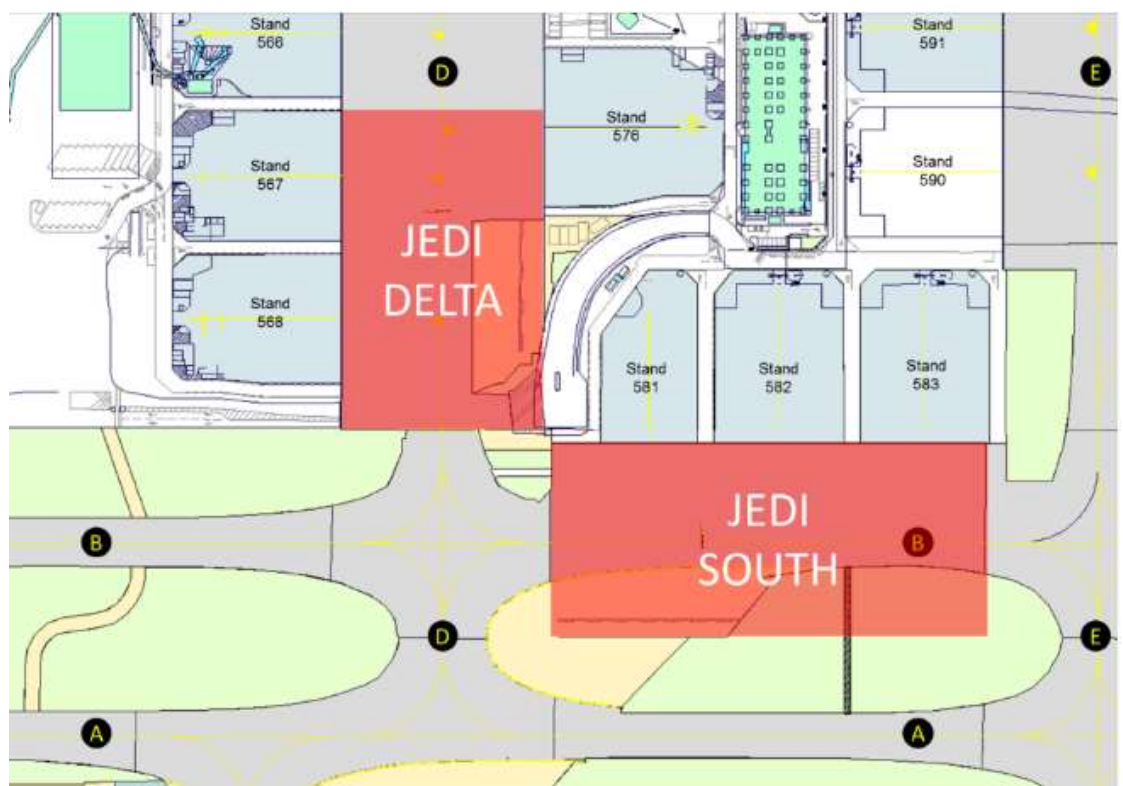 Stand
566
D
Stand
591
E
Stand
576
Stand
567
Stand
590
JEDI
DELTA
Stand
568
Stand
581
Stand
582
Stand
583
JEDI
SOUTH
B
B
D
E
A
A